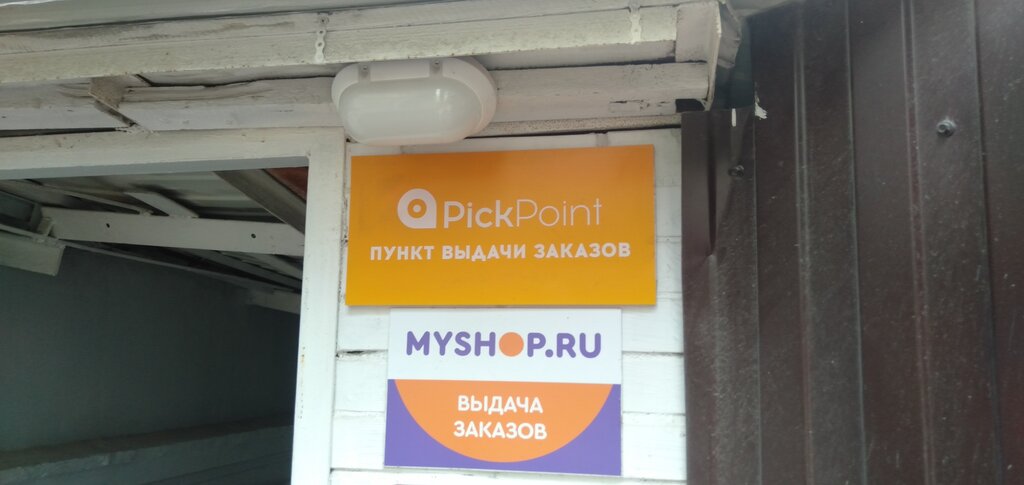 PickPoint
ПУНКТ ВЫДАЧИ ЗАКАЗОВ
MYSHOP.RU
ВЫДАЧА
ЗАКАЗОВ